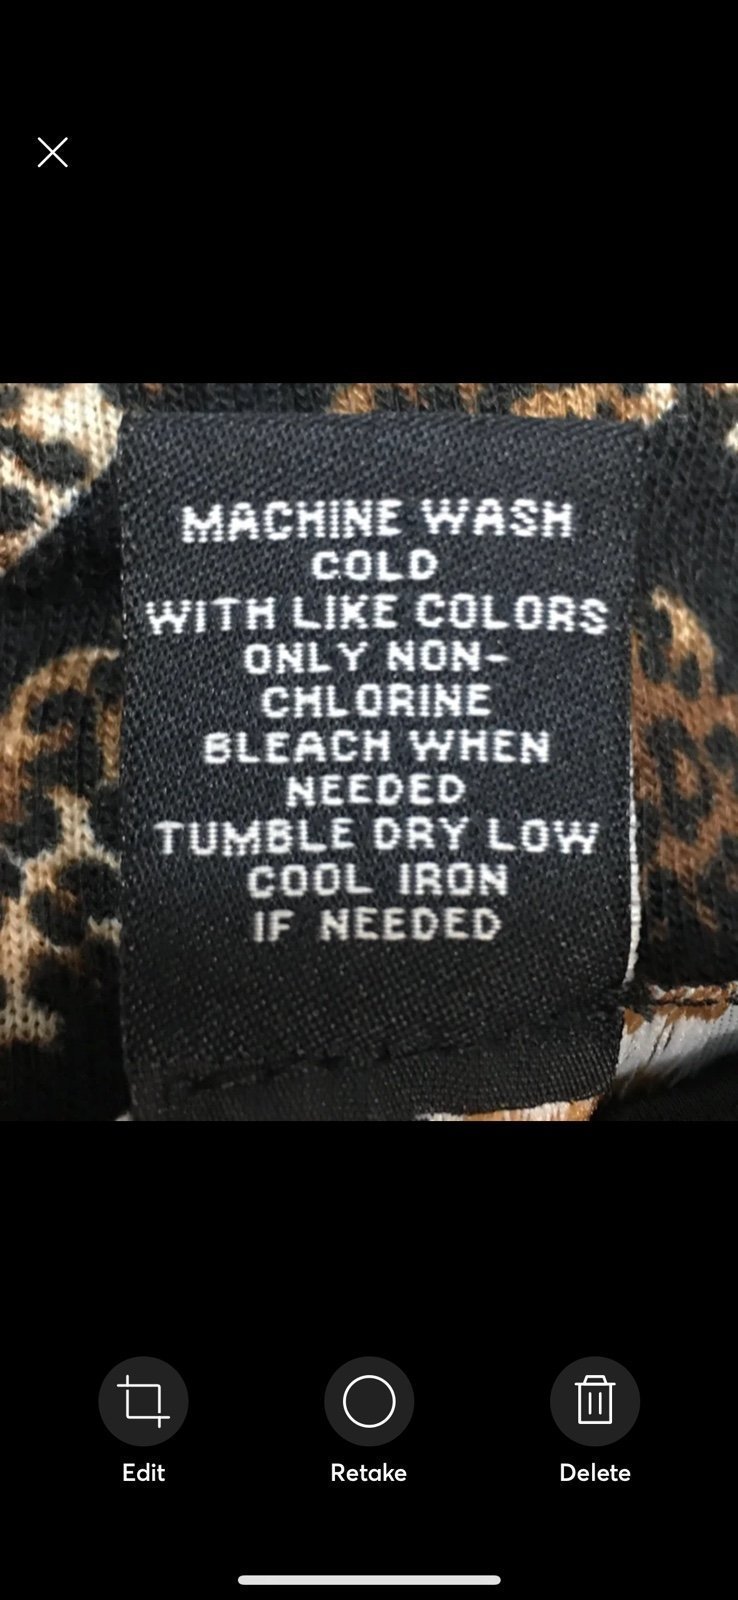 MACHINE WASH
COLD
WITH LIKE COLORS
ONLY NON-
CHLORINE
BLEACH WHEN
NEEDED
TUMBLE DRY LOW
COOL IRON
IF NEEDED
Edit Retake Delete